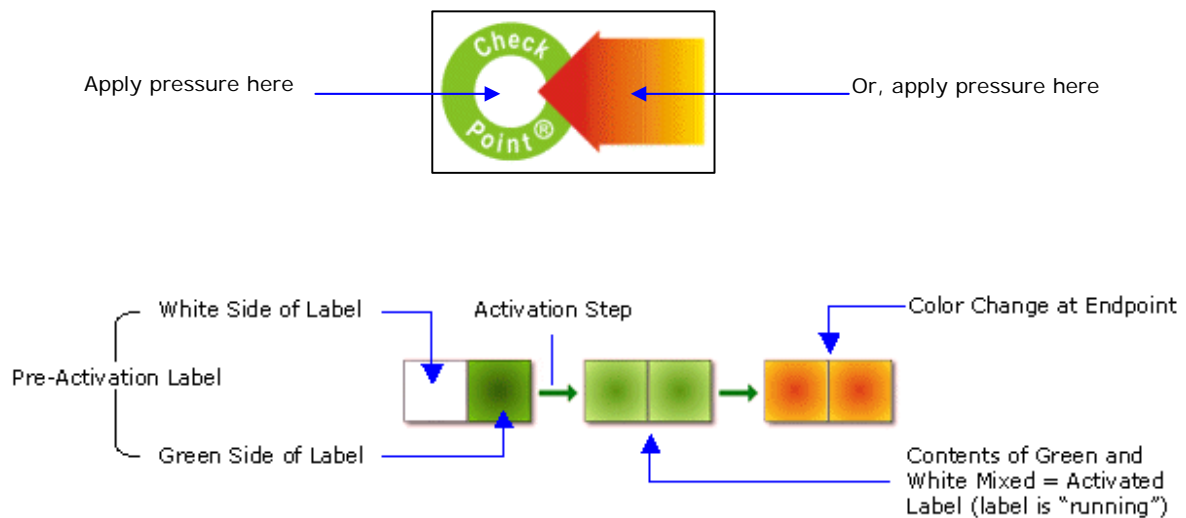 Check
Point®
Apply pressure here
Or, apply pressure here
White Side of Label
Activation Step
Color Change at Endpoint
Pre-Activation Label
Green Side of Label
Contents of Green and
White Mixed = Activated
Label (label is "running")